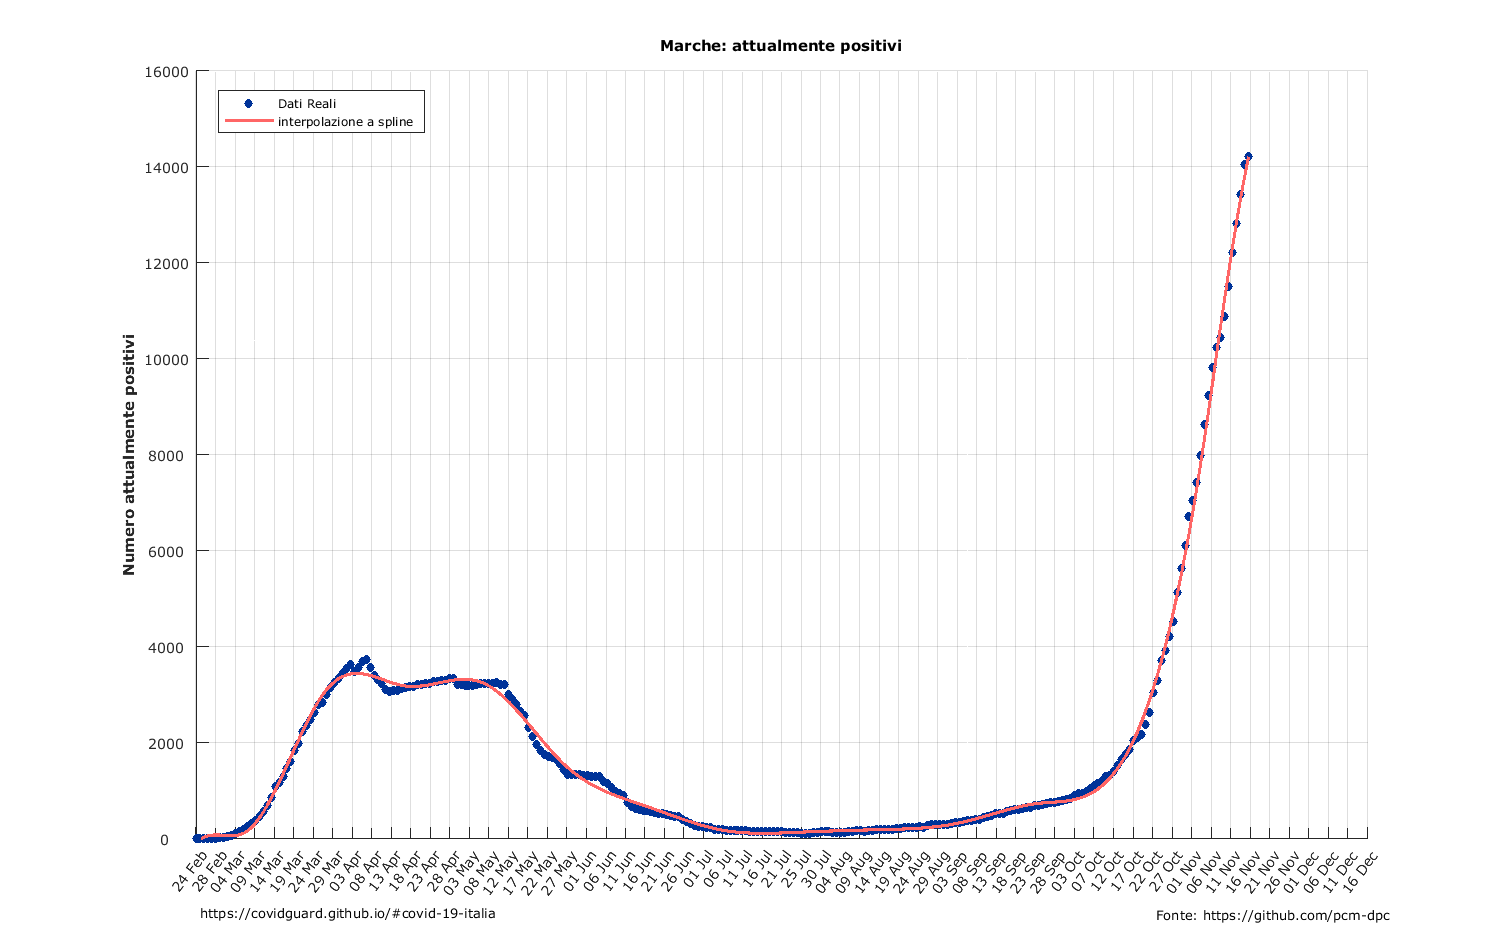 Marche: attualmente positivi
16000
14000
12000
10000
8000
6000
4000
2000
0
Numero attualmente positivi
Dati Reali
interpolazione a spline
24 Feb
28 Feb
04 Mar
09 Mar
14 Mar
19 Mar
24 Mar
29 Mar
03 Apr
08 Apr
13 Apr
18 Apr
23 Apr
28 Apr
03 May
08 May
12 May
17 May
22 May
27 May
01 Jun
06 Jun
11 Jun
16 Jun
21 Jun
26 Jun
01 Jul
06 Jul
11 Jul
16 Jul
21 Jul
25 Jul
30 Jul
04 Aug
09 Aug
14 Aug
19 Aug
24 Aug
29 Aug
03 Sep
08 Sep
13 Sep
18 Sep
23 Sep
28 Sep
03 Oct
07 Oct
12 Oct
17 Oct
22 Oct
27 Oct
01 Nov
06 Nov
11 Nov
16 Nov
21 Nov
26 Nov
01 Dec
06 Dec
11 Dec
16 Dec
https://covidguard.github.io/#covid-19-italia
Fonte: https://github.com/pcm-dpc